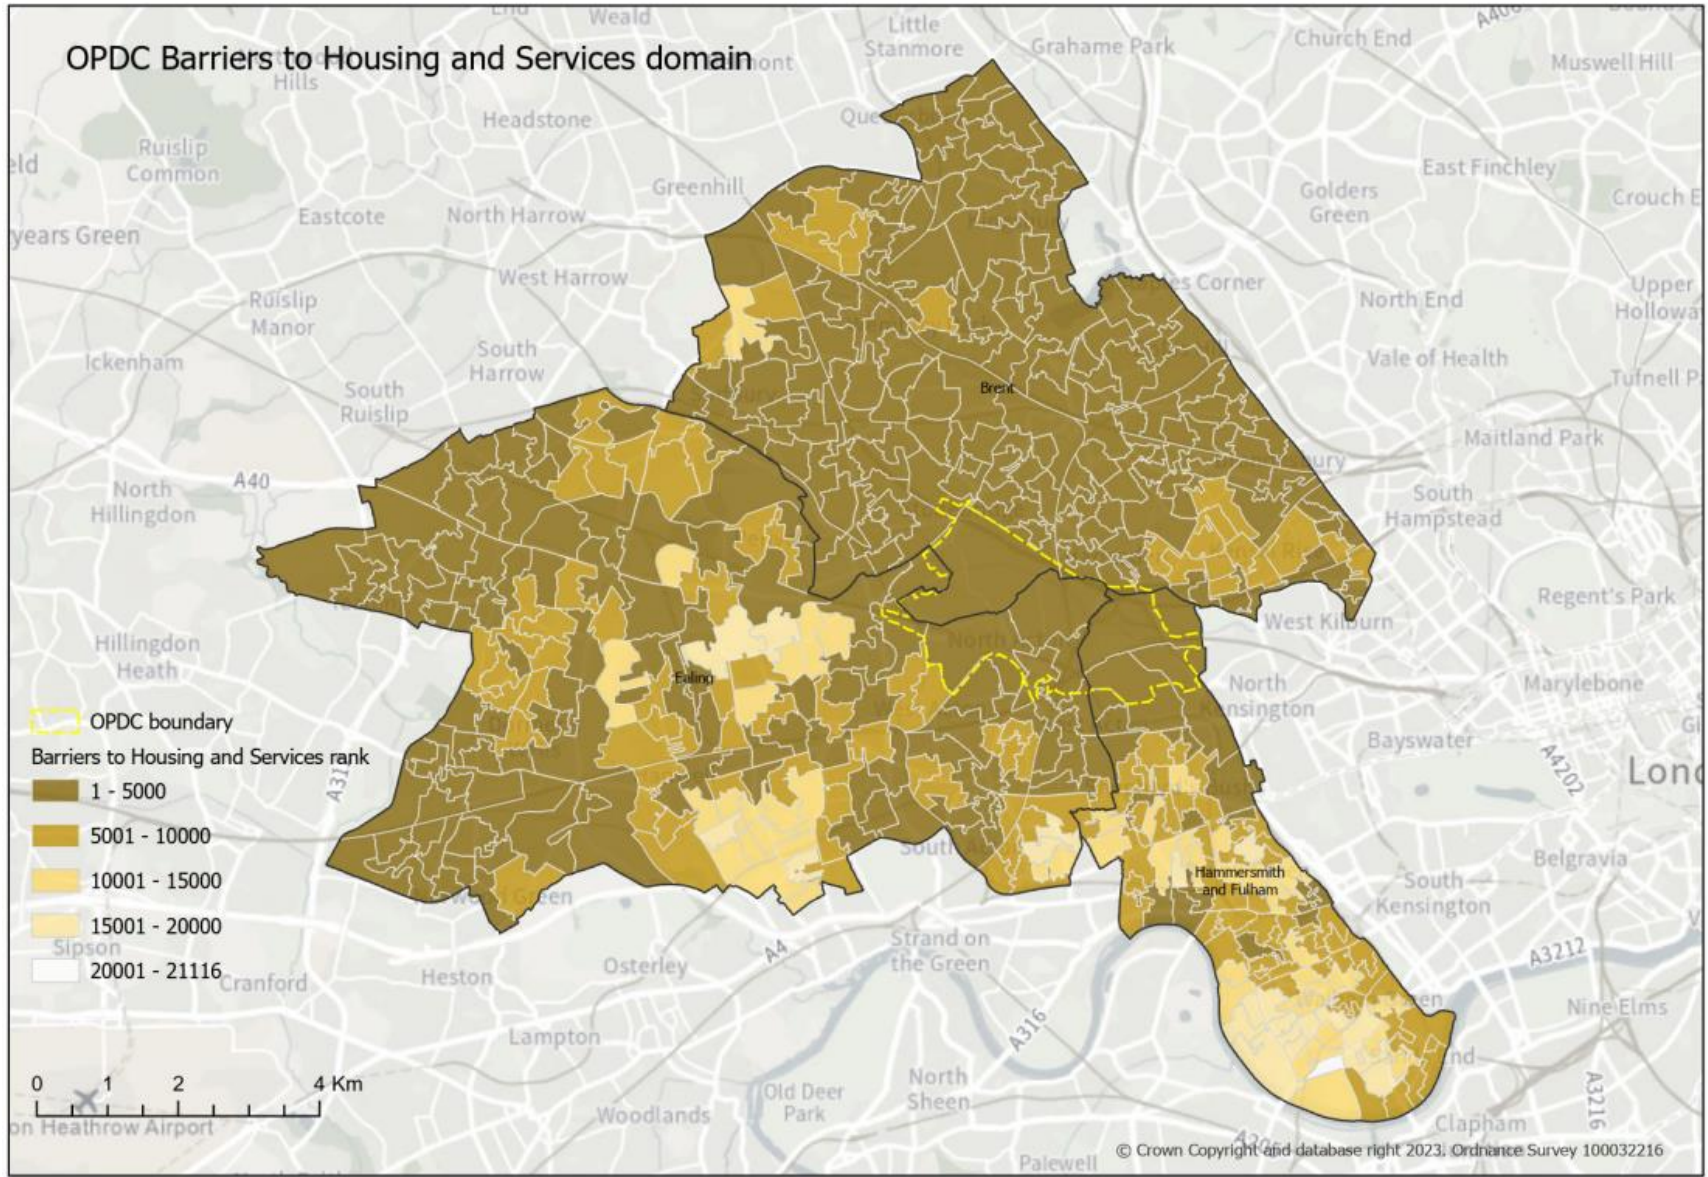 OPDC Barriers to Housing and Services domain
Weald
Little
Stanmore
Grahame Park
Church End
Muswell Hill
Hills
Headstone
Ruislip
Common
Greenhill
East Finchley
Golders
Green
Crouch E
Eastcote
North Harrow
years Green
West Harrow
North End
Upper
Ruislip
Manor
South
Harrow
Ickenham
Vale of Health
South
Ruislip
Brent
Maitland Park
A40
North
Hillingdon
South
Hampstead
Regent's Park
West Kilburn
Hillingdon
Heath
Ealing
North
Kensington
Marylebone
Bayswater
A4202
OPDC boundary
Barriers to Housing and Services rank
1 - 5000
5001 - 10000
10001 - 15000
15001 - 20000
20001 - 21116
Hammersmith
and Fulham
Belgravia
South
Kensington
Sipson
Cranford
Heston
Osterley
A4
Strand on
the Green
A3212
Nine Elms
Lampton
A316
North
Sheen
Old Deer
Park
Woodlands
A3216
Clapham
Palewell
0 1 2 4 Km
on Heathrow Airport
© Crown Copyright and database right 2023. Ordnance Survey 100032216